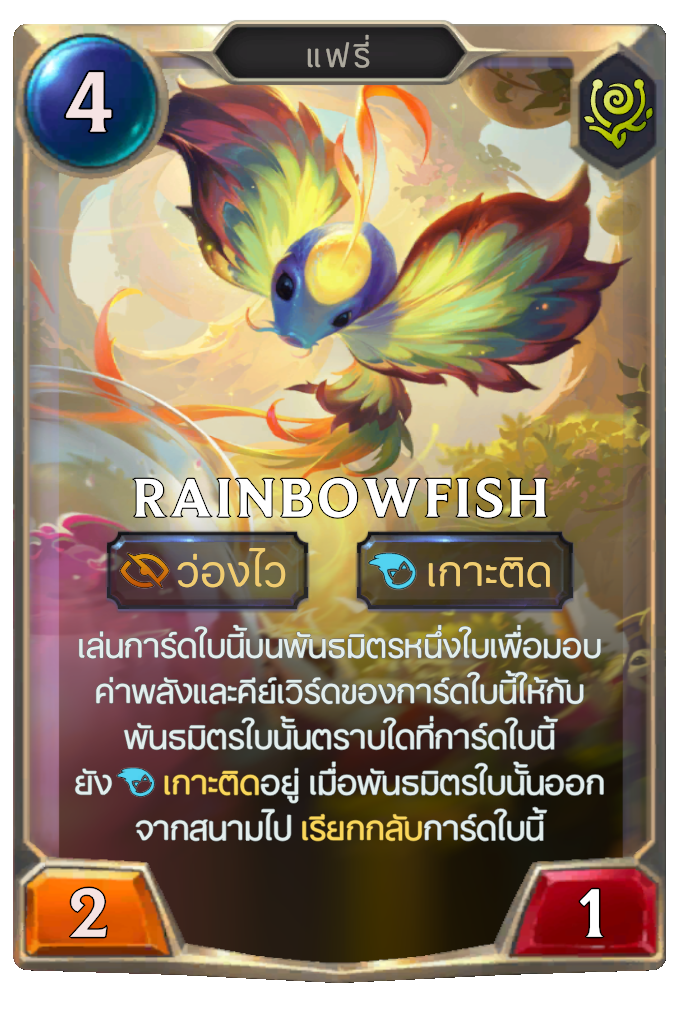 แฟรี่
4
RAINBOWFISH
ว่องไว
เกาะติด
เล่นการ์ดใบนี้บนพันธมิตรหนึ่งใบเพื่อมอบ
ค่าพลังและคีย์เวิร์ดของการ์ดใบนี้ให้กับ
พันธมิตรใบนั้นตราบใดที่การ์ดใบนี้
ยัง เกาะติดอยู่ เมื่อพันธมิตรใบนั้นออก
จากสนามไป เรียกกลับการ์ดใบนี้
2
1